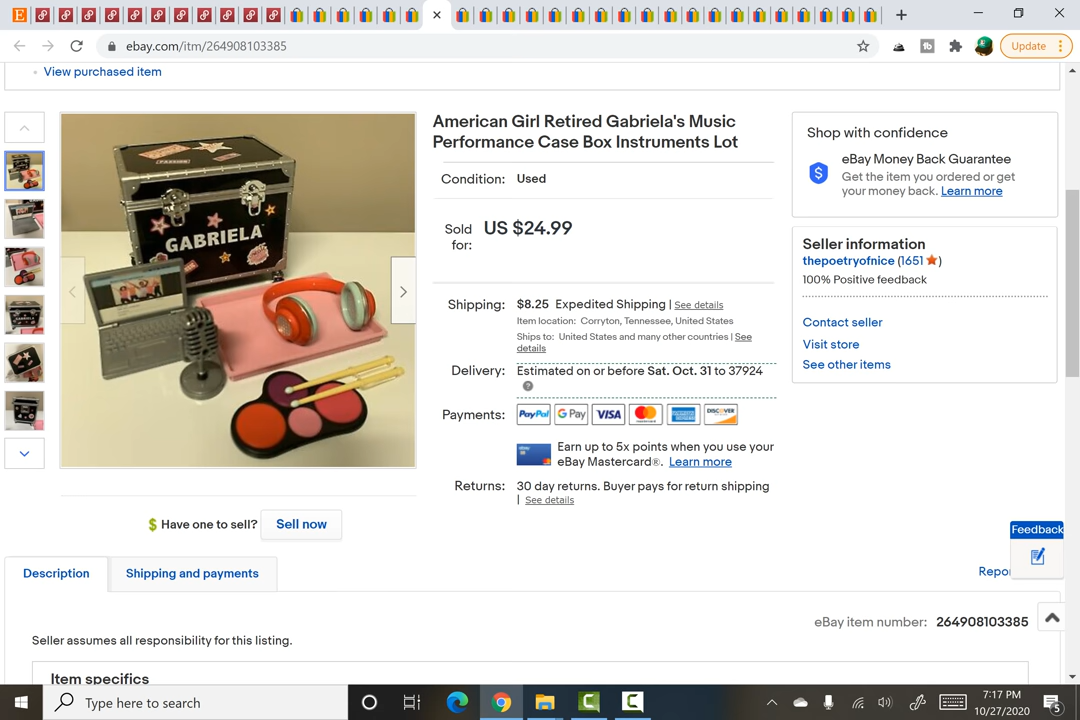 ebay.com/itm/264908103385
Update
View purchased item
American Girl Retired Gabriela's Music
Performance Case Box Instruments Lot
Condition: Used
Sold for: US $24.99
Shipping: $8.25 Expedited Shipping | See details
Item location: Corryton, Tennessee, United States
Ships to: United States and many other countries | See
details
Delivery: Estimated on or before Sat. Oct. 31 to 37924
Payments: PayPal G Pay VISA MasterCard DISCOVER
Earn up to 5x points when you use your
eBay Mastercard®. Learn more
Returns: 30 day returns. Buyer pays for return shipping
| See details
Shop with confidence
eBay Money Back Guarantee
Get the item you ordered or get
your money back. Learn more
Seller information
thepoetryofnice (1651)
100% Positive feedback
Contact seller
Visit store
See other items
GABRIELA
PASSION
$ Have one to sell? Sell now
Feedback
Description
Shipping and payments
Repor
eBay item number: 264908103385
Seller assumes all responsibility for this listing.
Item specifics
Type here to search
7:17 PM
10/27/2020
5